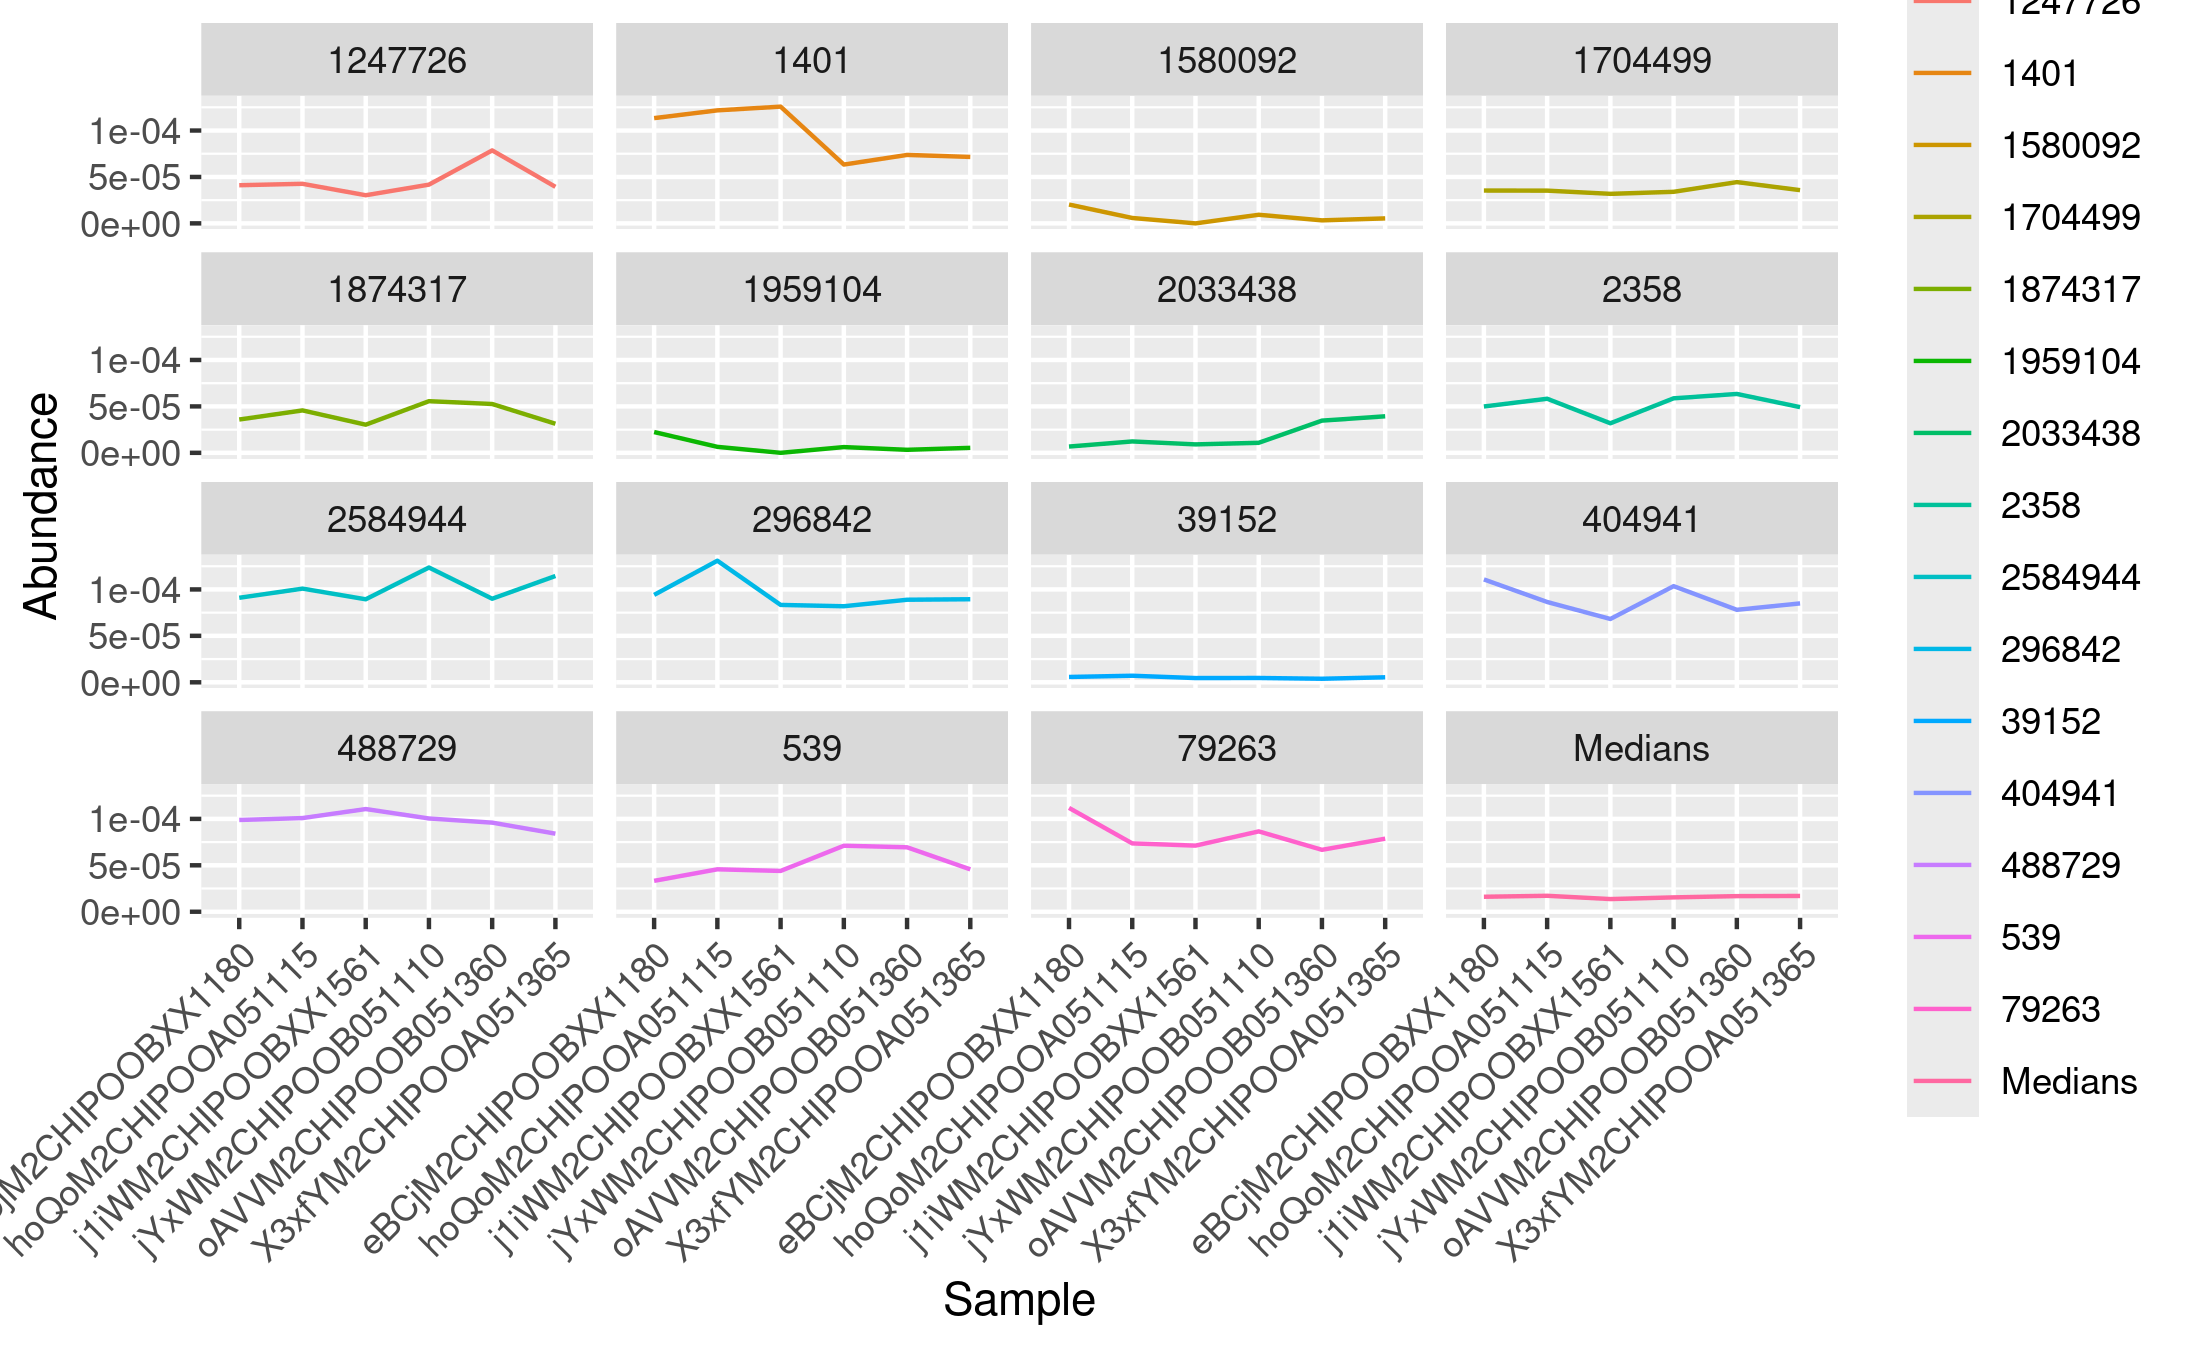 1247726 1401 1580092 1704499
1e-04
5e-05
0e+00
1874317 1959104 2033438 2358
1e-04
5e-05
0e+00
2584944 296842 39152 404941
1e-04
5e-05
0e+00
488729 539 79263 Medians
1e-04
5e-05
0e+00
Abundance
hoQoM2CHIPOOA051115
j1iWM2CHIPOOBXX1561
jYxWM2CHIPOOB051110
oAVVM2CHIPOOB051360
X3xfYM2CHIPOOA051365
eBCjM2CHIPOOBXX1180
hoQoM2CHIPOOA051115
j1iWM2CHIPOOBXX1561
jYxWM2CHIPOOB051110
oAVVM2CHIPOOB051360
X3xfYM2CHIPOOA051365
eBCjM2CHIPOOBXX1180
hoQoM2CHIPOOA051115
j1iWM2CHIPOOBXX1561
jYxWM2CHIPOOB051110
oAVVM2CHIPOOB051360
X3xfYM2CHIPOOA051365
eBCjM2CHIPOOBXX1180
hoQoM2CHIPOOA051115
j1iWM2CHIPOOBXX1561
jYxWM2CHIPOOB051110
oAVVM2CHIPOOB051360
X3xfYM2CHIPOOA051365
Sample
1247726
1401
1580092
1704499
1874317
1959104
2033438
2358
2584944
296842
39152
404941
488729
539
79263
Medians